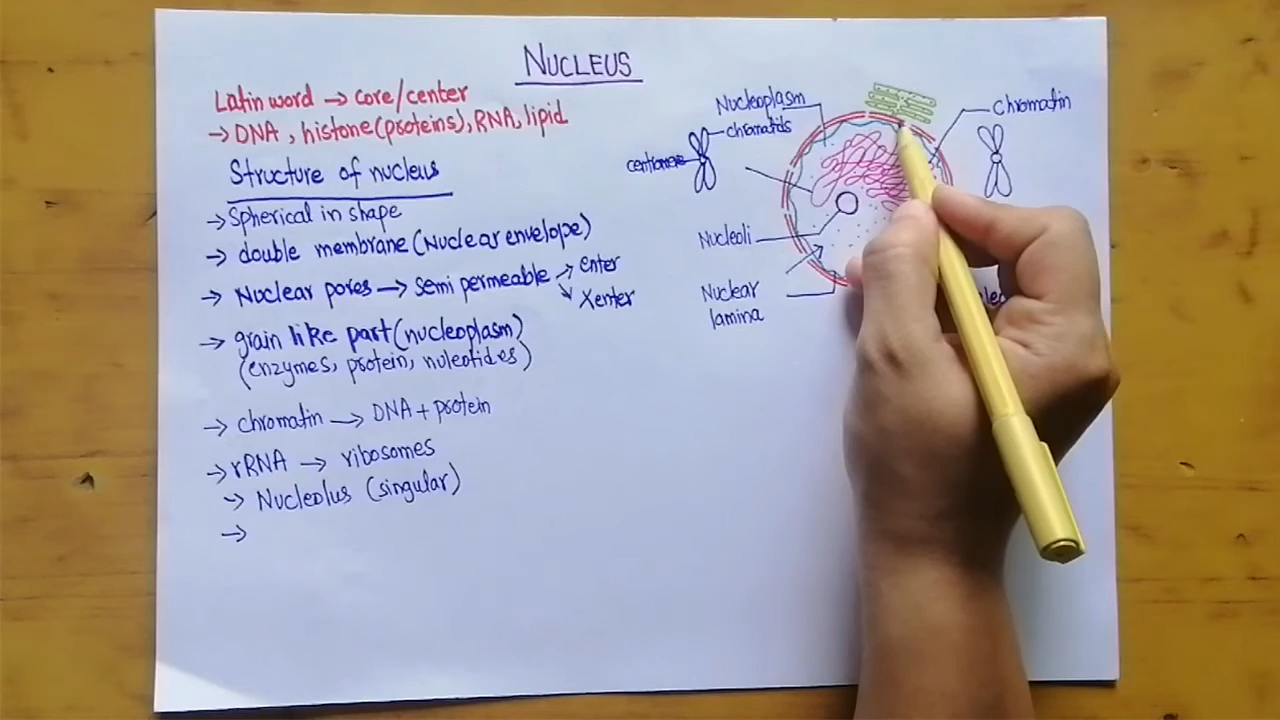 NUCLEUS
Latin word → core/center
→ DNA, histone(proteins), RNA, lipid
Structure of nucleus
→ Spherical in shape
→ double membrane (Nuclear envelope)
→ Nuclear pores → semi permeable → enter
↘ Xenter
→ grain like part (nucleoplasm)
(enzymes, protein, nuleotides)
→ chromatin → DNA + protein
→ rRNA → ribosomes
→ Nucleolus (singular)
→
Nucleoplasm
chromatids
chromatin
Nucleoli
Nuclear
lamina